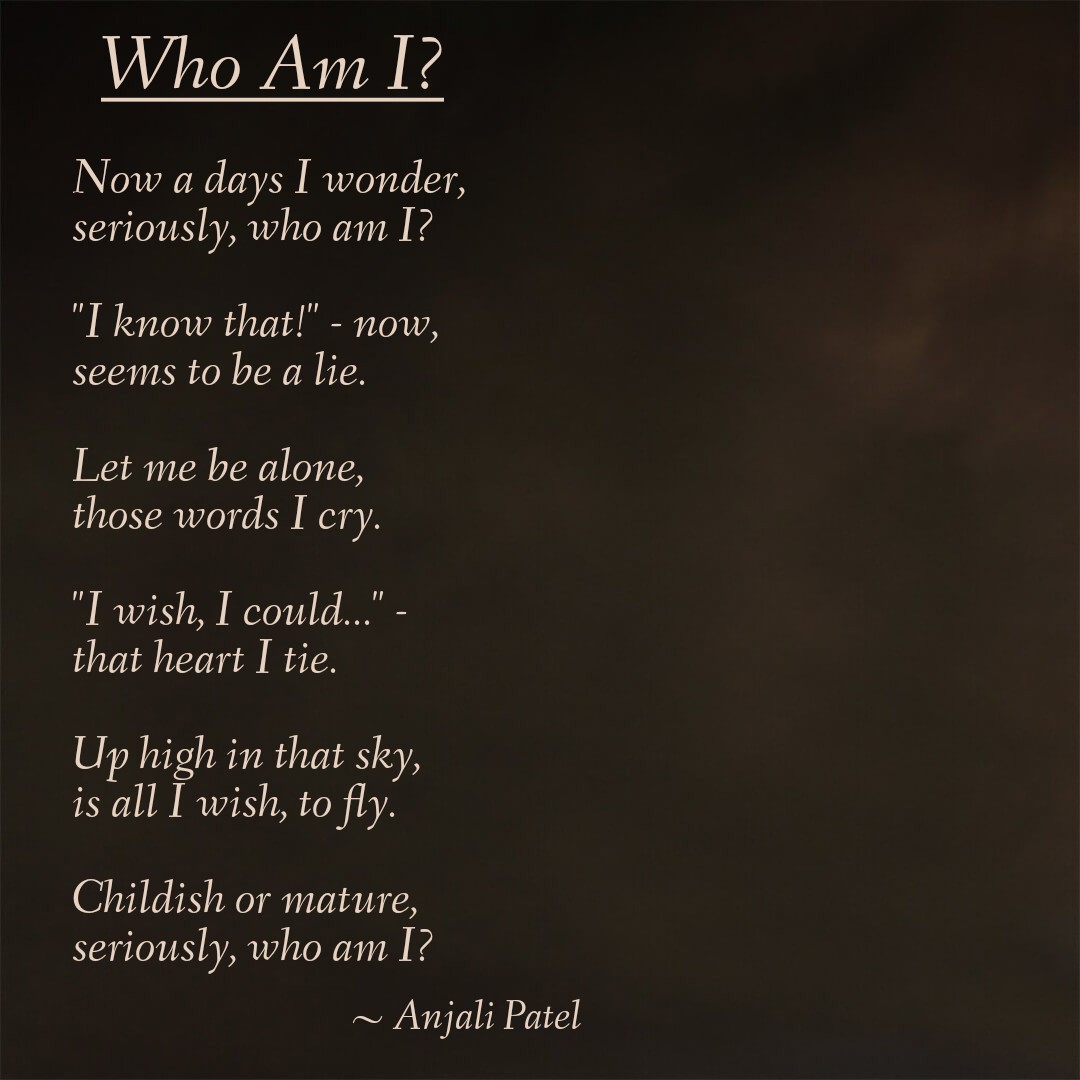 Who Am I?
Now a days I wonder,
seriously, who am I?
"I know that!" - now,
seems to be a lie.
Let me be alone,
those words I cry.
"I wish, I could..." -
that heart I tie.
Up high in that sky,
is all I wish, to fly.
Childish or mature,
seriously, who am I?
~ Anjali Patel